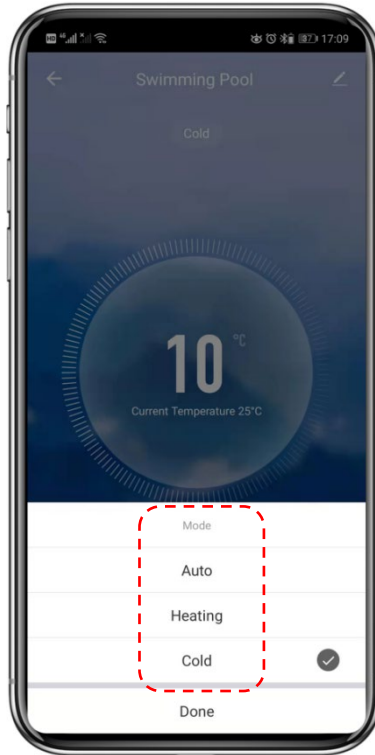 17:09
Swimming Pool
Cold
10 °C
Current Temperature 25°C
Mode
Auto
Heating
Cold
Done